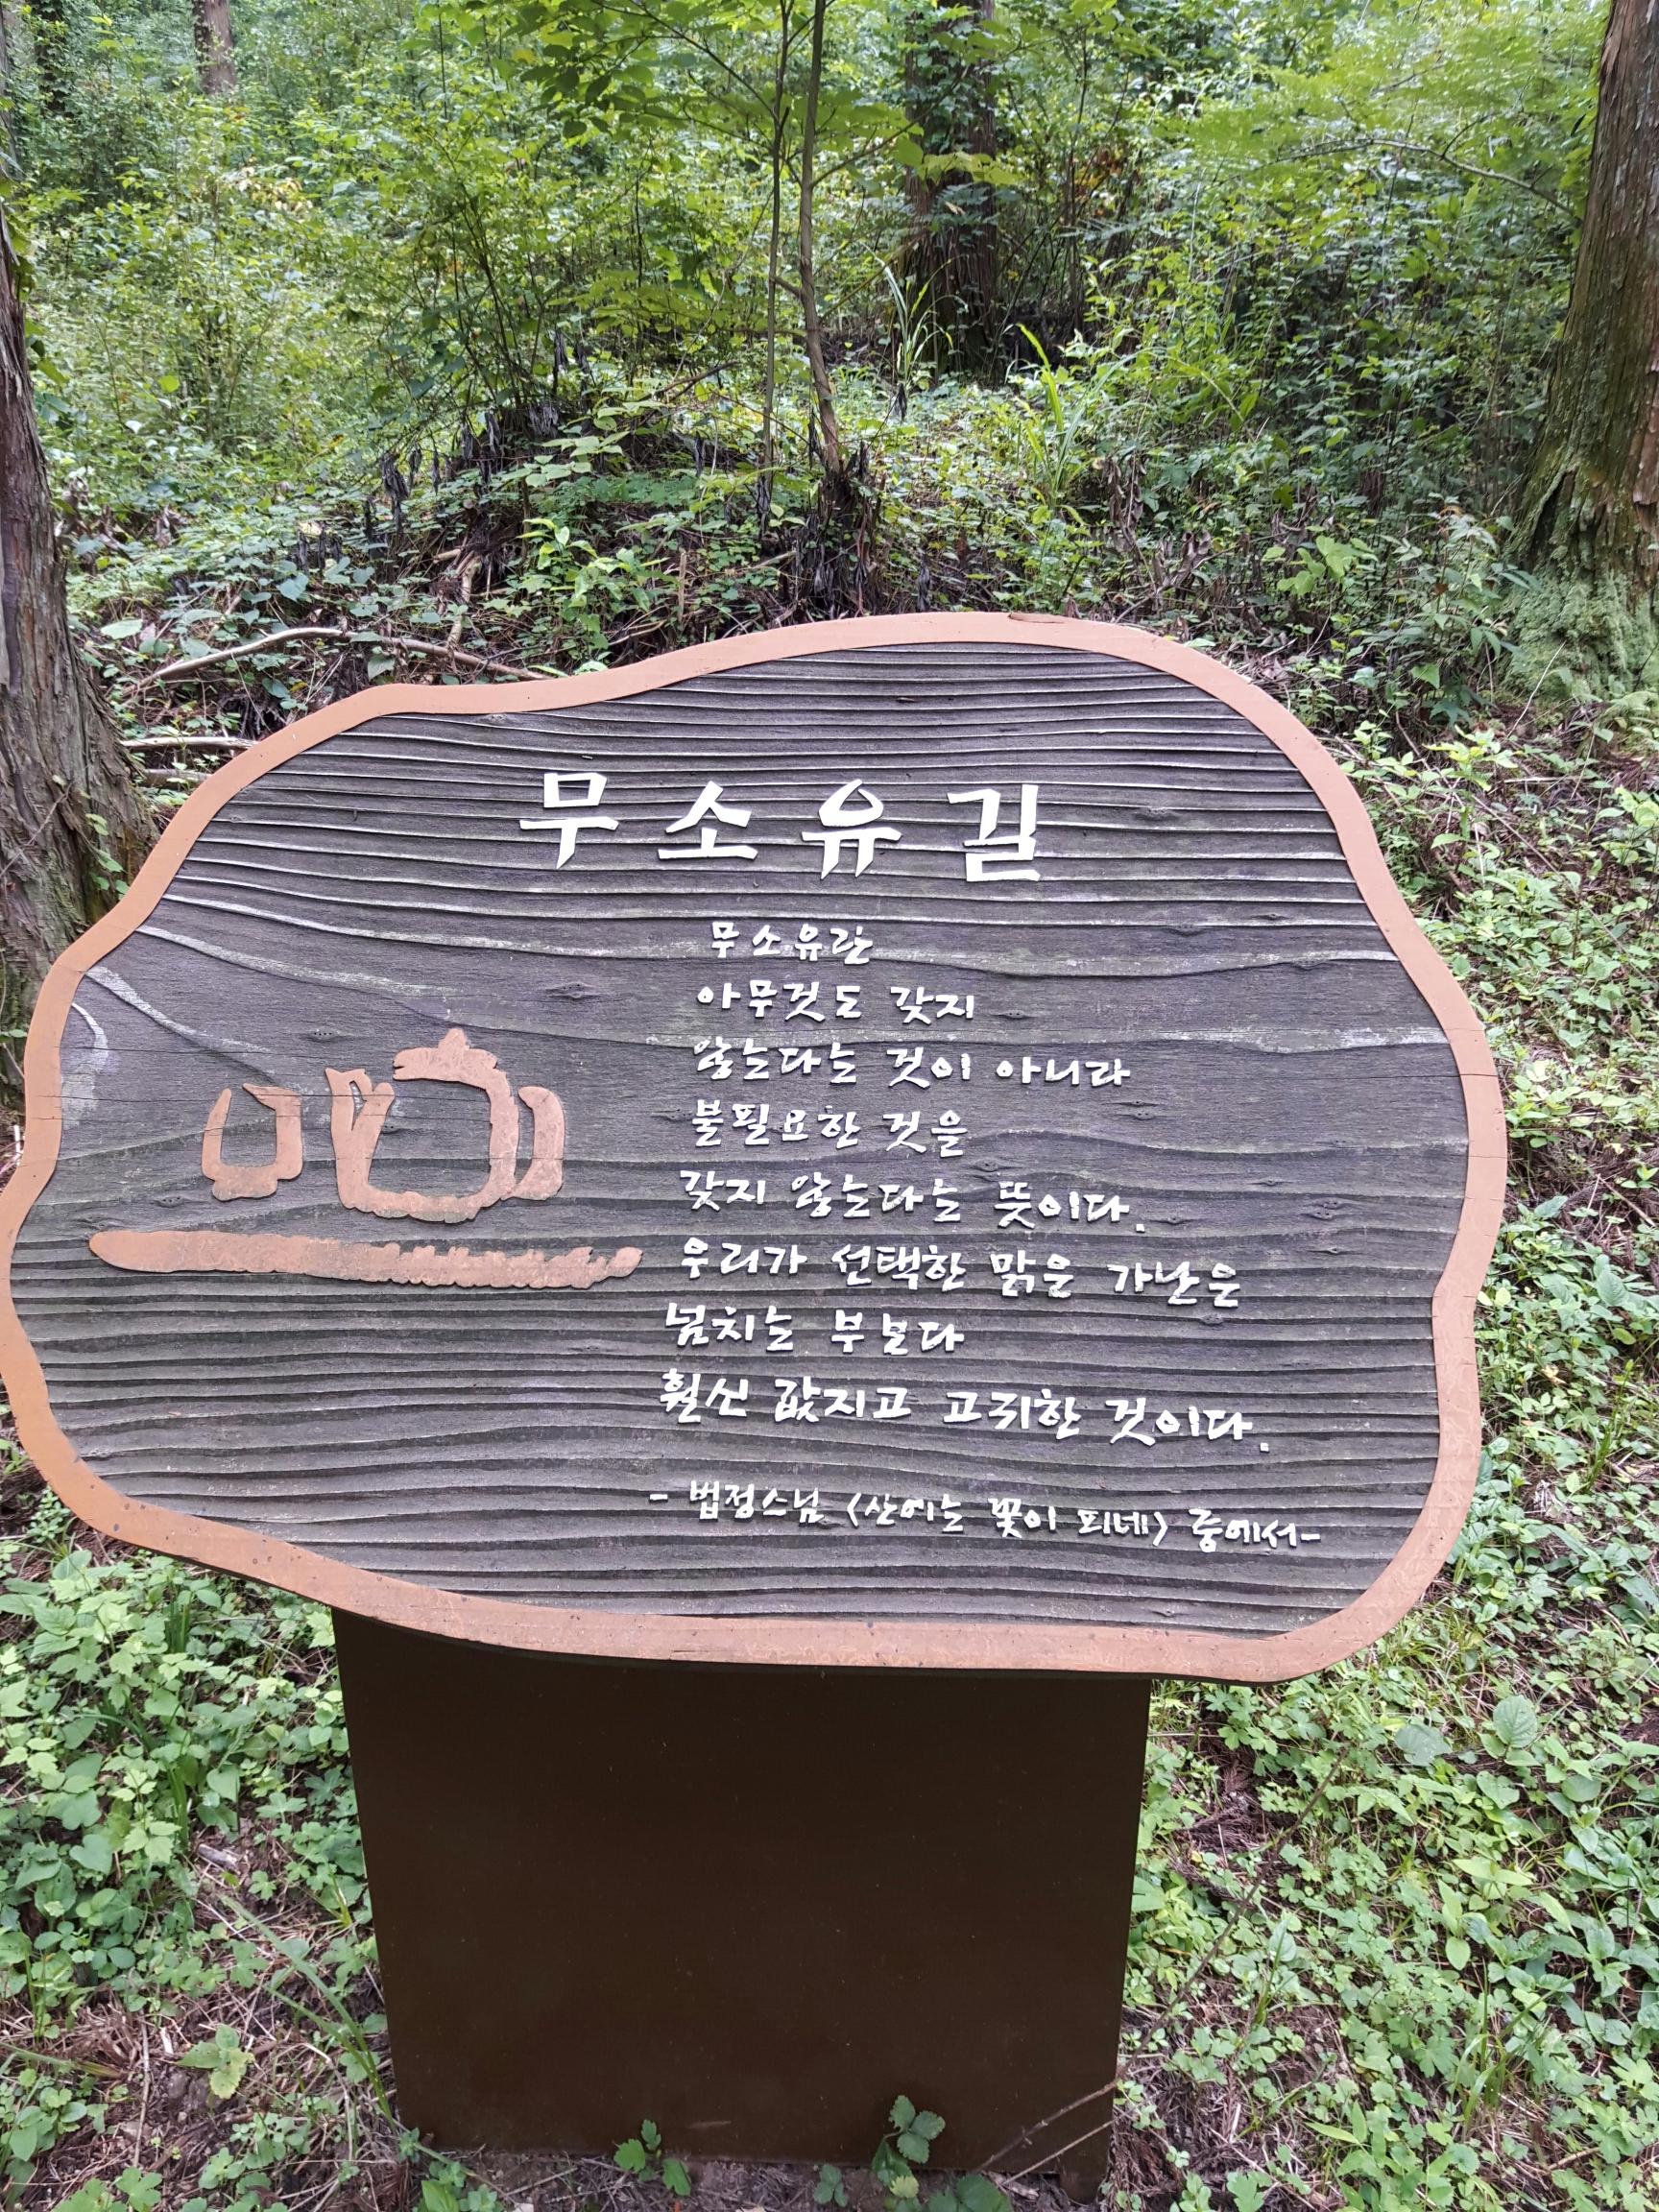 무소유길
무소유란
아무것도 갖지
않는다는 것이 아니라
불필요한 것을
갖지 않는다는 뜻이다.
우리가 선택한 맑은 가난은
넘치는 부보다
훨신 값지고 고귀한 것이다.
- 법정스님 <산에는 꽃이 피네> 중에서-